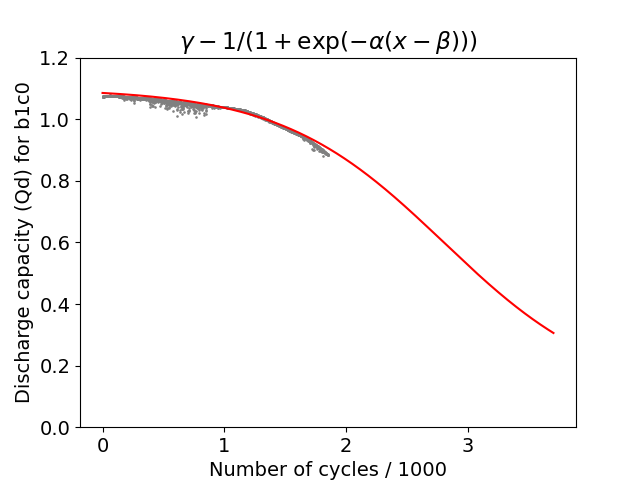 γ − 1/(1 + exp(−α(x − β)))
Discharge capacity (Qd) for b1c0
1.2
1.0
0.8
0.6
0.4
0.2
0.0
0 1 2 3
Number of cycles / 1000